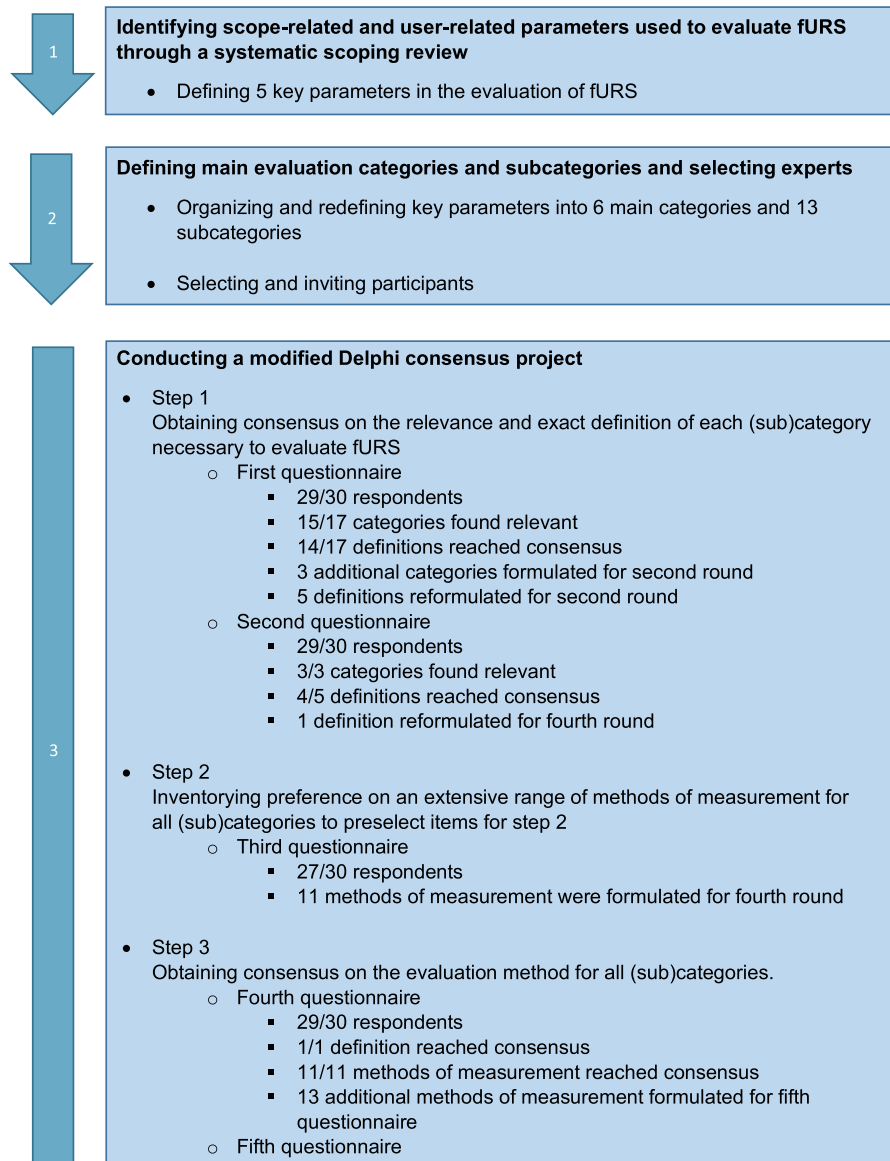 1
Identifying scope-related and user-related parameters used to evaluate fURS
through a systematic scoping review
• Defining 5 key parameters in the evaluation of fURS
2
Defining main evaluation categories and subcategories and selecting experts
• Organizing and redefining key parameters into 6 main categories and 13
subcategories
• Selecting and inviting participants
3
Conducting a modified Delphi consensus project
• Step 1
Obtaining consensus on the relevance and exact definition of each (sub)category
necessary to evaluate fURS
o First questionnaire
▪ 29/30 respondents
▪ 15/17 categories found relevant
▪ 14/17 definitions reached consensus
▪ 3 additional categories formulated for second round
▪ 5 definitions reformulated for second round
o Second questionnaire
▪ 29/30 respondents
▪ 3/3 categories found relevant
▪ 4/5 definitions reached consensus
▪ 1 definition reformulated for fourth round
• Step 2
Inventorying preference on an extensive range of methods of measurement for
all (sub)categories to preselect items for step 2
o Third questionnaire
▪ 27/30 respondents
▪ 11 methods of measurement were formulated for fourth round
• Step 3
Obtaining consensus on the evaluation method for all (sub)categories.
o Fourth questionnaire
▪ 29/30 respondents
▪ 1/1 definition reached consensus
▪ 11/11 methods of measurement reached consensus
▪ 13 additional methods of measurement formulated for fifth
questionnaire
o Fifth questionnaire